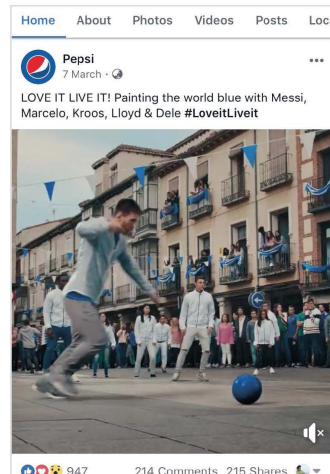 Home About Photos Videos Posts Loc
Pepsi
7 March ·
LOVE IT LIVE IT! Painting the world blue with Messi,
Marcelo, Kroos, Lloyd & Dele #LoveitLiveit
947 214 Comments 215 Shares